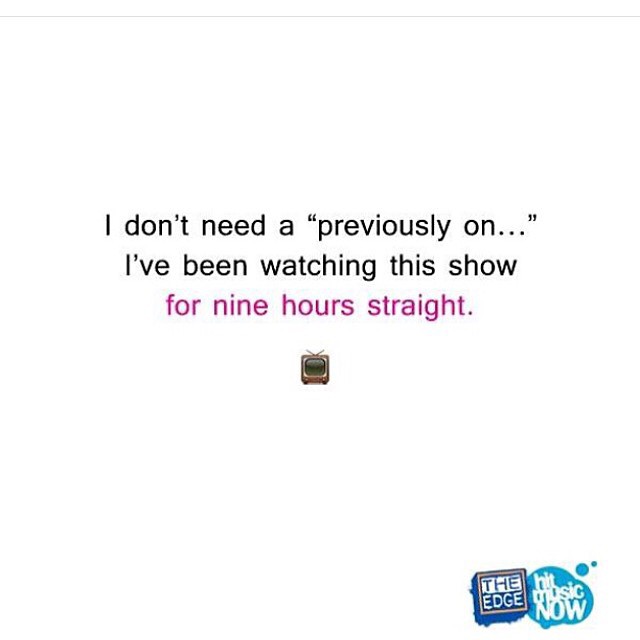 I don’t need a “previously on...”
I’ve been watching this show
for nine hours straight.
THE
EDGE
hit
music
NOW